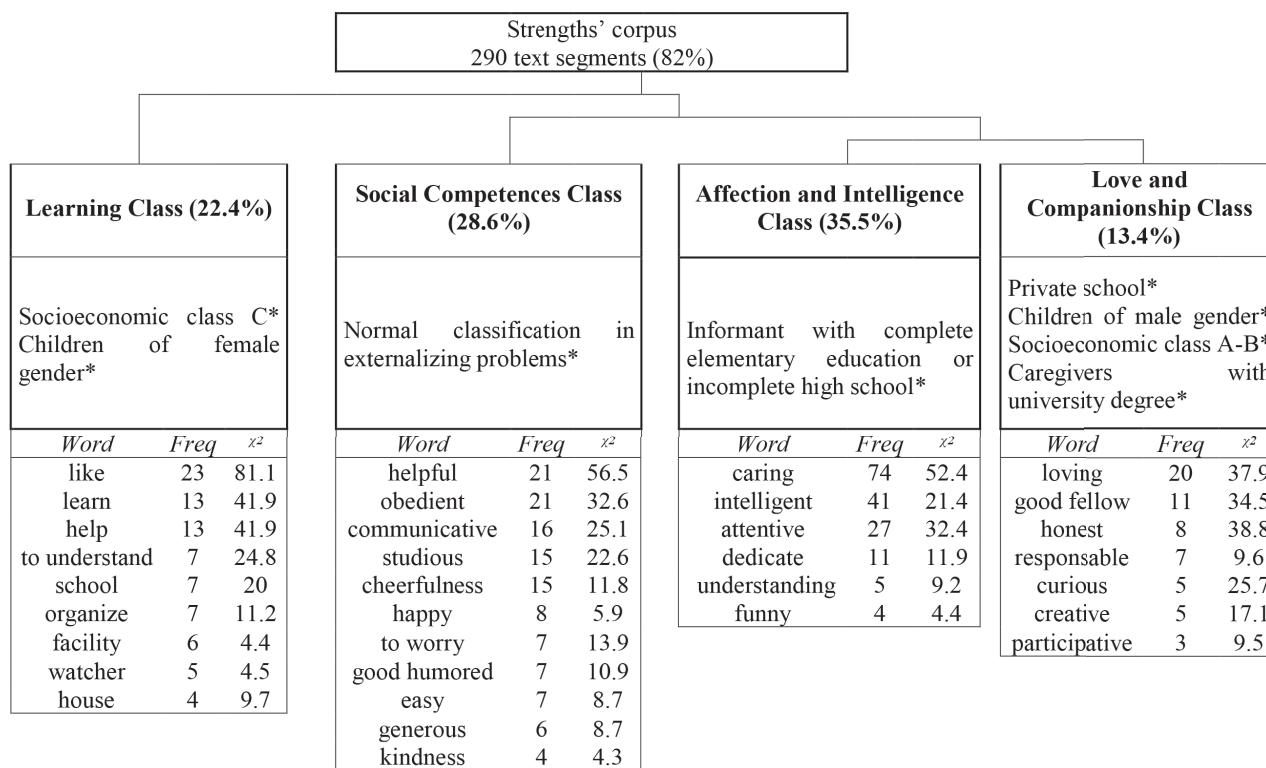 Strengths’ corpus
290 text segments (82%)
Learning Class (22.4%)
Socioeconomic class C*
Children of female
gender*
Word Freq χ2
like 23 81.1
learn 13 41.9
help 13 41.9
to understand 7 24.8
school 7 20
organize 7 11.2
facility 6 4.4
watcher 5 4.5
house 4 9.7
Social Competences Class
(28.6%)
Normal classification in
externalizing problems*
Word Freq χ2
helpful 21 56.5
obedient 21 32.6
communicative 16 25.1
studious 15 22.6
cheerfulness 15 11.8
happy 8 5.9
to worry 7 13.9
good humored 7 10.9
easy 7 8.7
generous 6 8.7
kindness 4 4.3
Affection and Intelligence
Class (35.5%)
Informant with complete
elementary education or
incomplete high school*
Word Freq χ2
caring 74 52.4
intelligent 41 21.4
attentive 27 32.4
dedicate 11 11.9
understanding 5 9.2
funny 4 4.4
Love and
Companionship Class
(13.4%)
Private school*
Children of male gender*
Socioeconomic class A-B*
Caregivers with
university degree*
Word Freq χ2
loving 20 37.9
good fellow 11 34.5
honest 8 38.8
responsable 7 9.6
curious 5 25.7
creative 5 17.1
participative 3 9.5